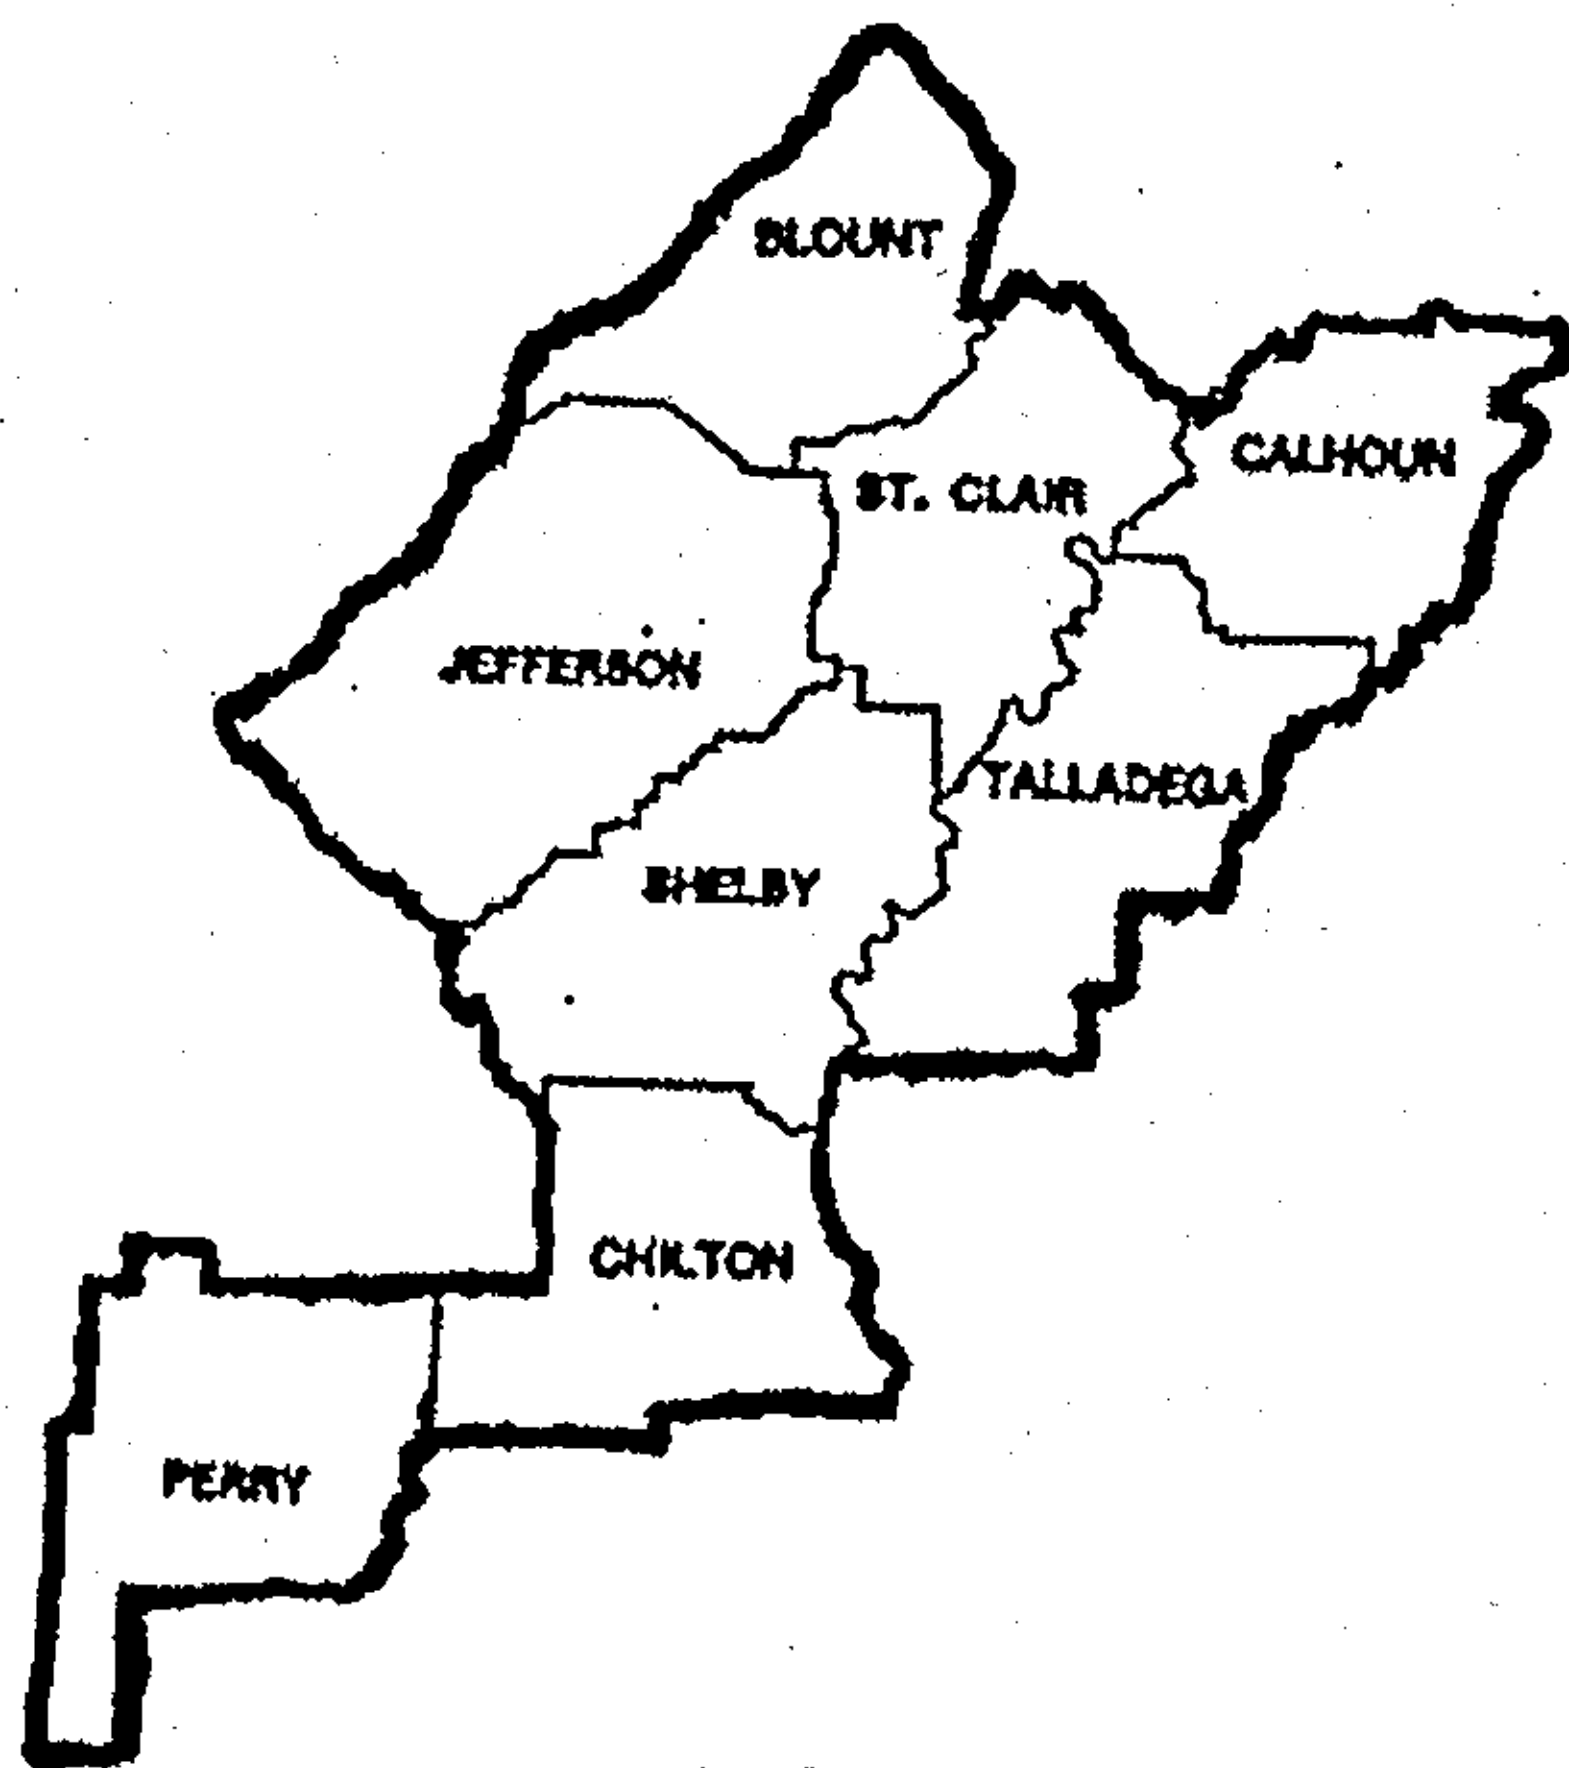 BLOUNT
CALHOUN
ST. CLAIR
JEFFERSON
TALLADEGA
SHELBY
CHILTON
PERRY